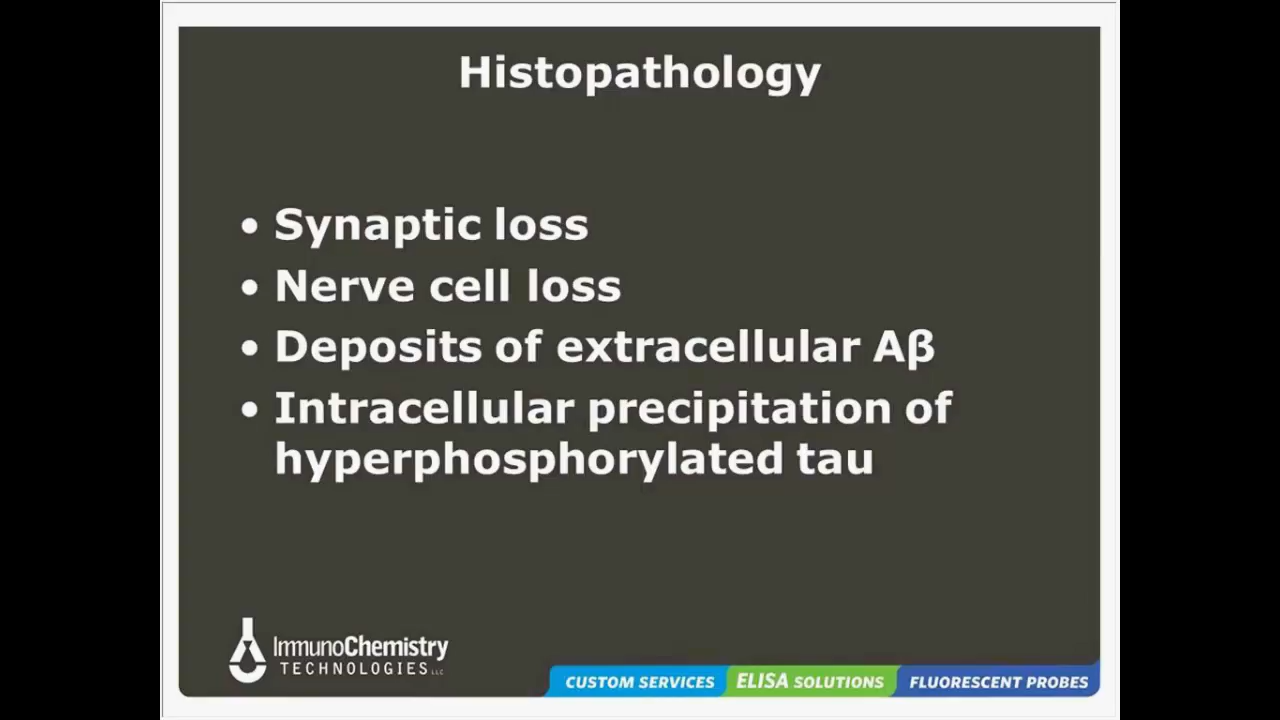 Histopathology
• Synaptic loss
• Nerve cell loss
• Deposits of extracellular Aβ
• Intracellular precipitation of
hyperphosphorylated tau
ImmunoChemistry
TECHNOLOGIES LLC
CUSTOM SERVICES ELISA SOLUTIONS FLUORESCENT PROBES